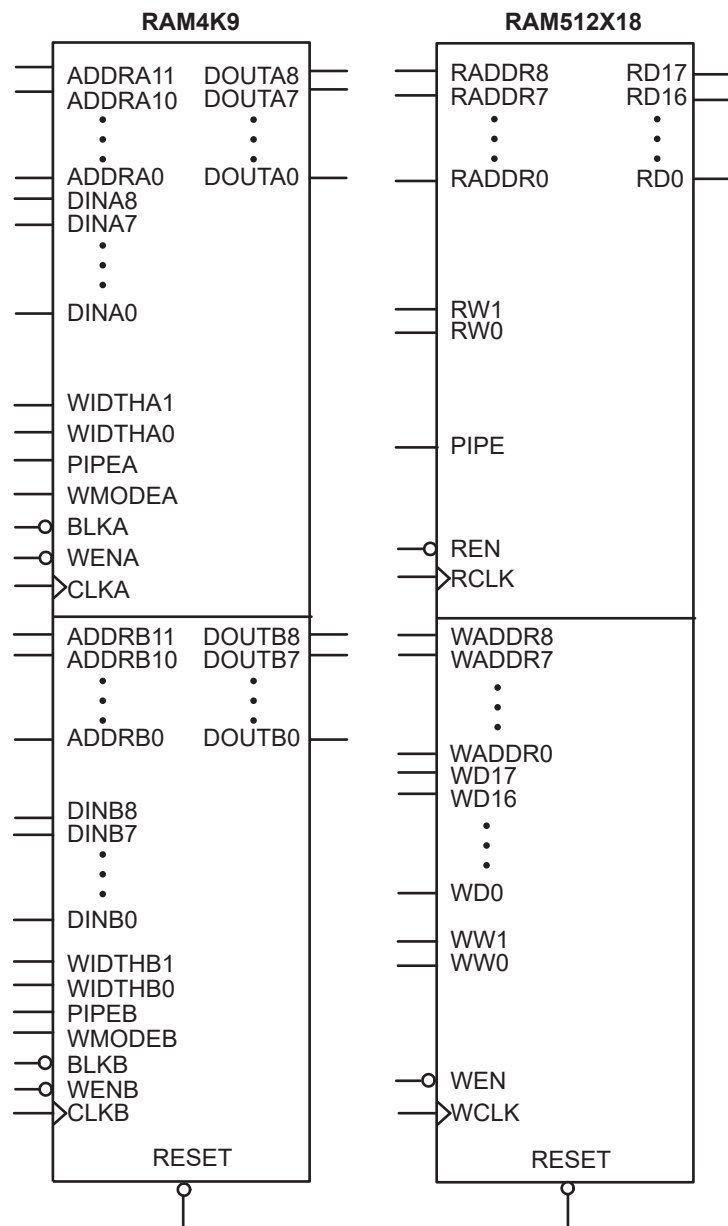 RAM4K9
ADDRA11 DOUTA8
ADDRA10 DOUTA7
ADDRA0 DOUTA0
DINA8
DINA7
DINA0
WIDTHA1
WIDTHA0
PIPEA
WMODEA
BLKA
WENA
CLKA
ADDRB11 DOUTB8
ADDRB10 DOUTB7
ADDRB0 DOUTB0
DINB8
DINB7
DINB0
WIDTHB1
WIDTHB0
PIPEB
WMODEB
BLKB
WENB
CLKB
RESET
RAM512X18
RADDR8 RD17
RADDR7 RD16
RADDR0 RD0
RW1
RW0
PIPE
REN
RCLK
WADDR8
WADDR7
WADDR0
WD17
WD16
WD0
WW1
WW0
WEN
WCLK
RESET